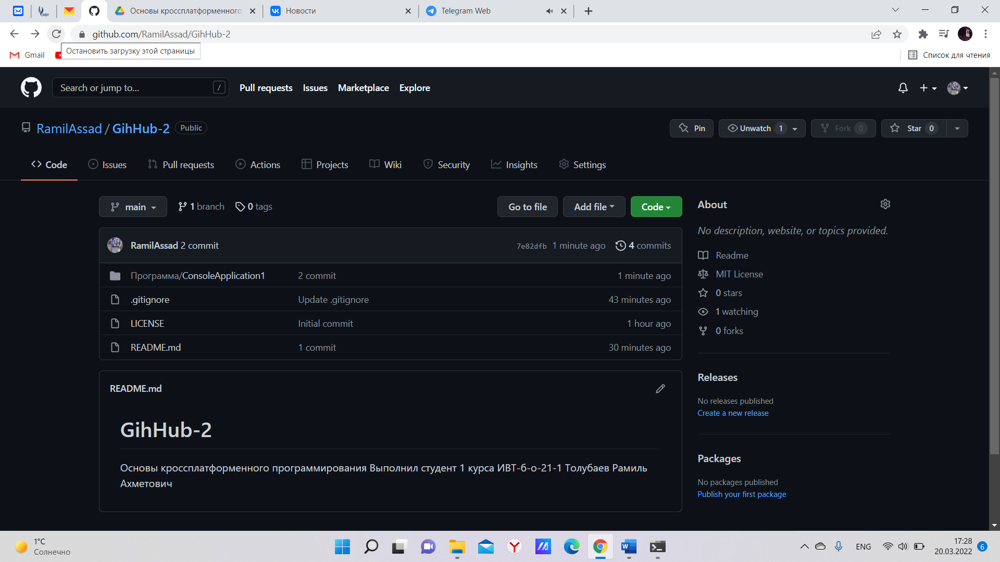 Основы кроссплатформенного
Новости
Telegram Web
github.com/RamilAssad/GihHub-2
Остановить загрузку этой страницы
Gmail
Список для чтения
Search or jump to...
/
Pull requests
Issues
Marketplace
Explore
RamilAssad / GihHub-2
Public
Pin
Unwatch 1
Fork 0
Star 0
Code
Issues
Pull requests
Actions
Projects
Wiki
Security
Insights
Settings
main
1 branch
0 tags
Go to file
Add file
Code
RamilAssad 2 commit
7e82dfb 1 minute ago
4 commits
Программа/ConsoleApplication1
2 commit
1 minute ago
.gitignore
Update .gitignore
43 minutes ago
LICENSE
Initial commit
1 hour ago
README.md
1 commit
30 minutes ago
About
No description, website, or topics provided.
Readme
MIT License
0 stars
1 watching
0 forks
Releases
No releases published
Create a new release
Packages
No packages published
Publish your first package
README.md
GihHub-2
Основы кроссплатформенного программирования Выполнил студент 1 курса ИВТ-б-о-21-1 Толубаев Рамиль
Ахметович
1°C
Солнечно
ENG
17:28
20.03.2022
6